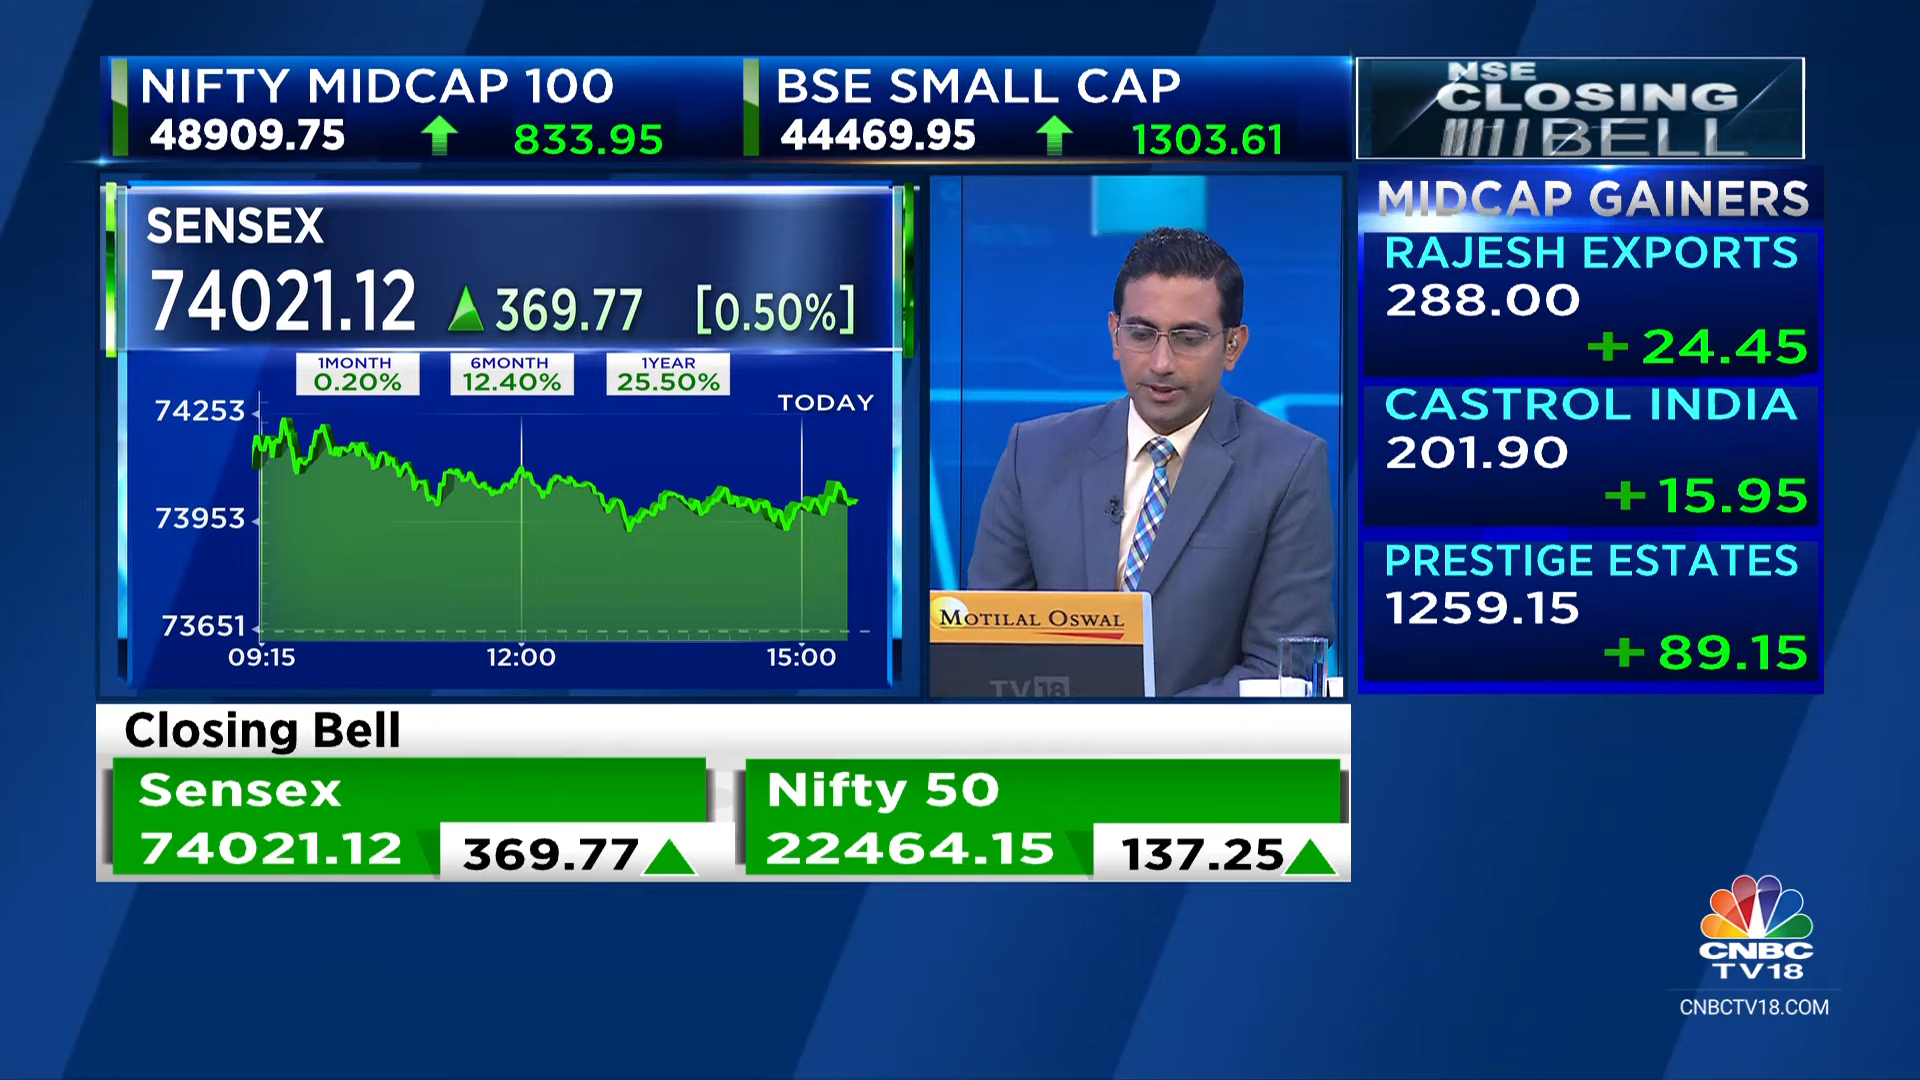 NIFTY MIDCAP 100
48909.75 833.95
BSE SMALL CAP
44469.95 1303.61
NSE
CLOSING
BELL
SENSEX
74021.12 369.77 [0.50%]
1MONTH
0.20%
6MONTH
12.40%
1YEAR
25.50%
TODAY
74253
73953
73651
09:15 12:00 15:00
MOTILAL OSWAL
TV18
MIDCAP GAINERS
RAJESH EXPORTS
288.00
+ 24.45
CASTROL INDIA
201.90
+ 15.95
PRESTIGE ESTATES
1259.15
+ 89.15
Closing Bell
Sensex
74021.12 369.77
Nifty 50
22464.15 137.25
CNBC
TV18
CNBCTV18.COM